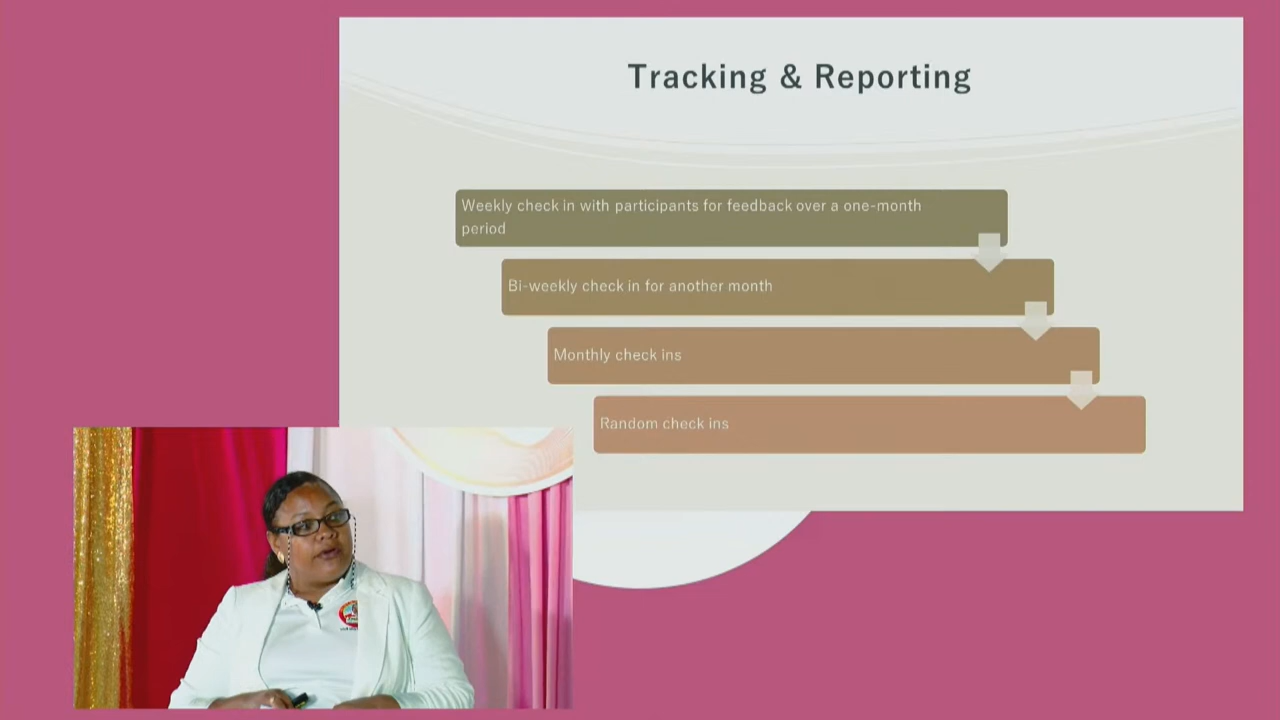 Tracking & Reporting
Weekly check in with participants for feedback over a one-month
period
Bi-weekly check in for another month
Monthly check ins
Random check ins